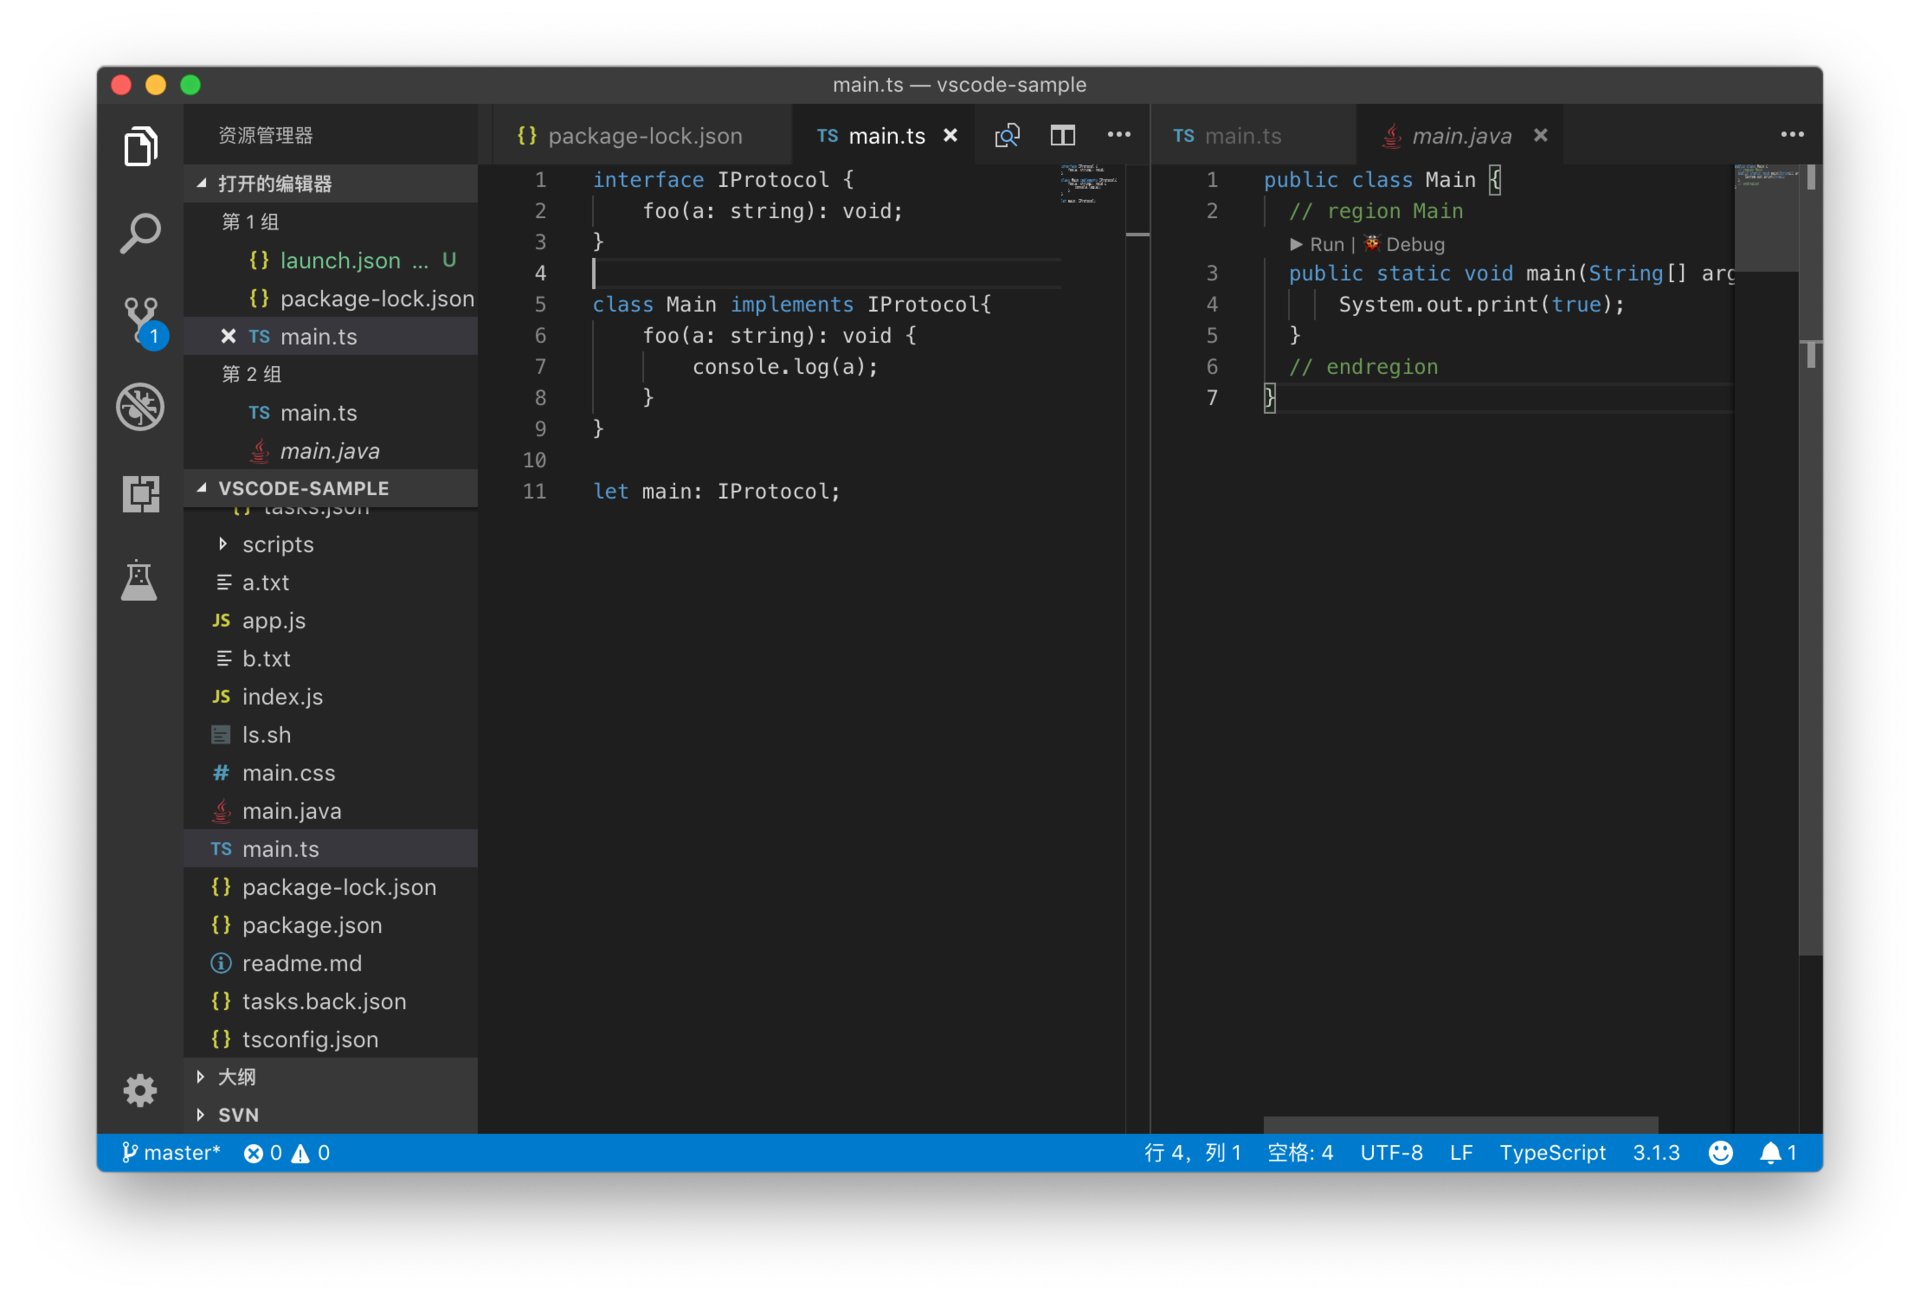 main.ts — vscode-sample
资源管理器
打开的编辑器
第 1 组
{} launch.json ... U
{} package-lock.json
TS main.ts
第 2 组
TS main.ts
main.java
VSCODE-SAMPLE
{} tasks.json
scripts
a.txt
JS app.js
b.txt
JS index.js
ls.sh
# main.css
main.java
TS main.ts
{} package-lock.json
{} package.json
readme.md
{} tasks.back.json
{} tsconfig.json
大纲
SVN
1
{} package-lock.json
TS main.ts
1 interface IProtocol {
2 foo(a: string): void;
3 }
4
5 class Main implements IProtocol{
6 foo(a: string): void {
7 console.log(a);
8 }
9 }
10
11 let main: IProtocol;
TS main.ts
main.java
1 public class Main {
2 // region Main
Run | Debug
3 public static void main(String[] arg
4 System.out.print(true);
5 }
6 // endregion
7 }
master* 0 0
行 4，列 1 空格: 4 UTF-8 LF TypeScript 3.1.3 1